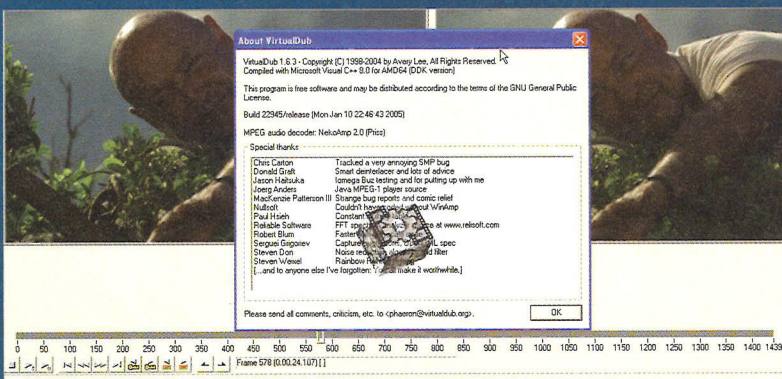 About VirtualDub
VirtualDub 1.6.3 - Copyright (C) 1998-2004 by Avery Lee, All Rights Reserved.
Compiled with Microsoft Visual C++ 8.0 for AMD64 (DDK version)
This program is free software and may be distributed according to the terms of the GNU General Public
License.
Build 22945/release (Mon Jan 10 22:46:43 2005)
MPEG audio decoder: NekoAmp 2.0 (Priss)
Special thanks
Chris Carton Tracked a very annoying SMP bug
Donald Graft Smart deinterlacer and lots of advice
Jason Haitsuka Iomega Buz testing and for putting up with me
Joerg Anders Java MPEG-1 player source
MacKenzie Patterson III Strange bug reports and comic relief
Nullsoft Couldn't have without WinAmp
Paul Hsieh Constant
Reliable Software FFT at www.relisoft.com
Robert Blum Faster
Serguei Grigoriev Capture spec
Steven Don Noise filter
Steven Weixel Rainbow
[...and to anyone else I've forgotten: make it worthwhile.]
Please send all comments, criticism, etc. to <phaeron@virtualdub.org>.
OK
0 50 100 150 200 250 300 350 400 450 500 550 650 700 750 800 850 900 950 1000 1050 1100 1150 1200 1250 1300 1350 1400 1439
Frame 578 (0:00:24.107) [ ]